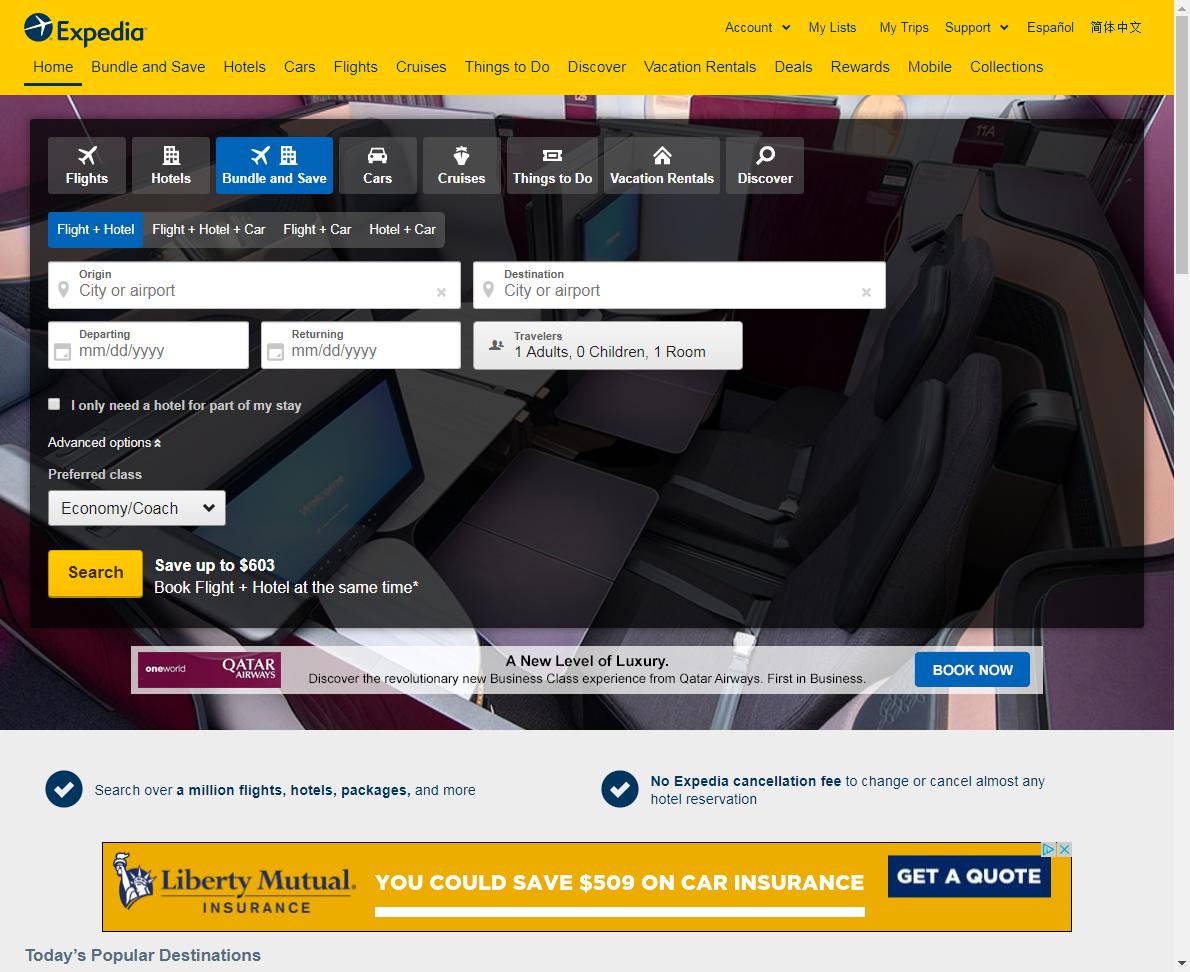 Expedia
Account My Lists My Trips Support Español 简体中文
Home Bundle and Save Hotels Cars Flights Cruises Things to Do Discover Vacation Rentals Deals Rewards Mobile Collections
11A
Flights Hotels Bundle and Save Cars Cruises Things to Do Vacation Rentals Discover
Flight + Hotel Flight + Hotel + Car Flight + Car Hotel + Car
Origin Destination
City or airport City or airport
Departing Returning Travelers
mm/dd/yyyy mm/dd/yyyy 1 Adults, 0 Children, 1 Room
I only need a hotel for part of my stay
Advanced options
Preferred class
Economy/Coach
Welcome
Search
Save up to $603
Book Flight + Hotel at the same time*
oneworld QATAR AIRWAYS
A New Level of Luxury.
Discover the revolutionary new Business Class experience from Qatar Airways. First in Business.
BOOK NOW
Search over a million flights, hotels, packages, and more
No Expedia cancellation fee to change or cancel almost any
hotel reservation
Liberty Mutual.
INSURANCE
YOU COULD SAVE $509 ON CAR INSURANCE
GET A QUOTE
Today’s Popular Destinations